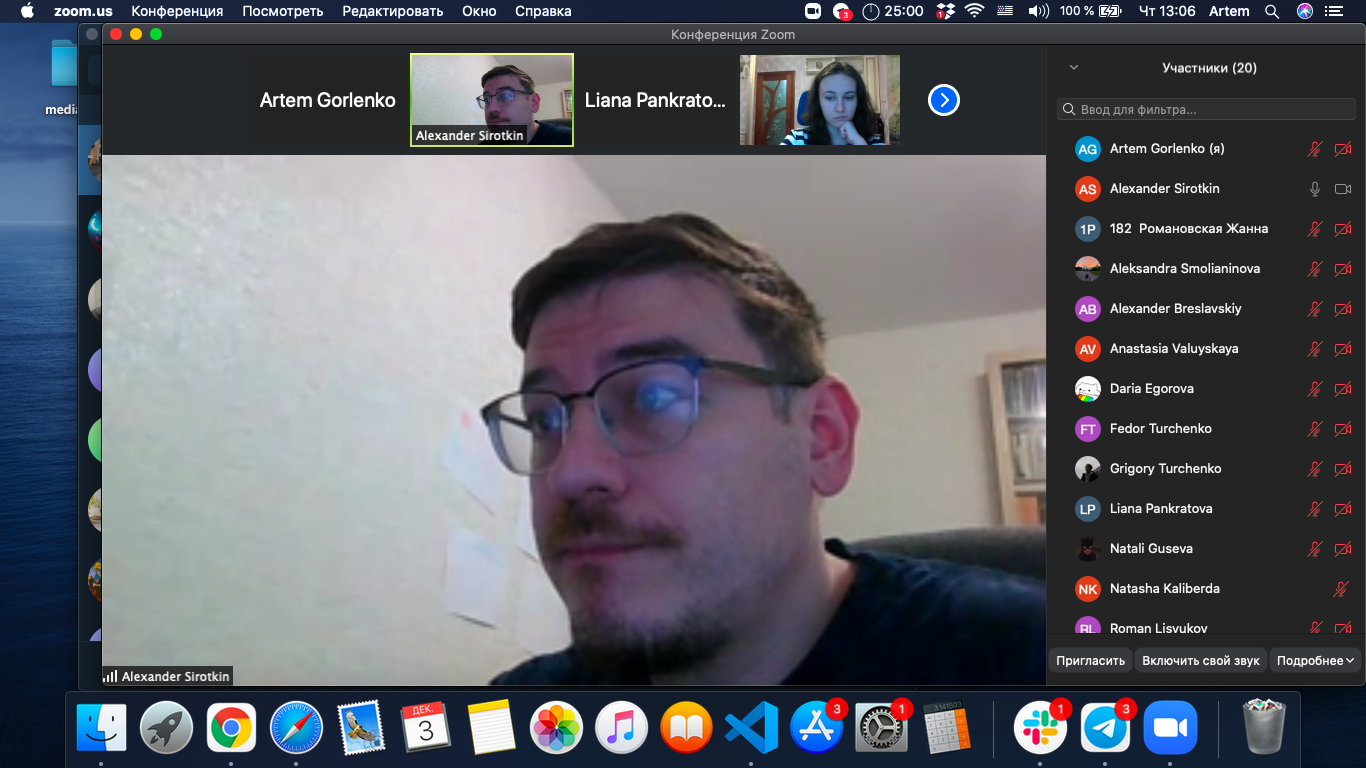 zoom.us Конференция Посмотреть Редактировать Окно Справка 3 25:00 1 100 % Чт 13:06 Artem
Конференция Zoom
media
Artem Gorlenko
Alexander Sirotkin
Liana Pankrato...
Участники (20)
Ввод для фильтра...
AG Artem Gorlenko (я)
AS Alexander Sirotkin
1Р 182 Романовская Жанна
Aleksandra Smolianinova
AB Alexander Breslavskiy
AV Anastasia Valuyskaya
Daria Egorova
FT Fedor Turchenko
Grigory Turchenko
LP Liana Pankratova
Natali Guseva
NK Natasha Kaliberda
RL Roman Lisyukov
Пригласить Включить свой звук Подробнее
Alexander Sirotkin
ДЕК.
3
3
1
3.141593
1
3